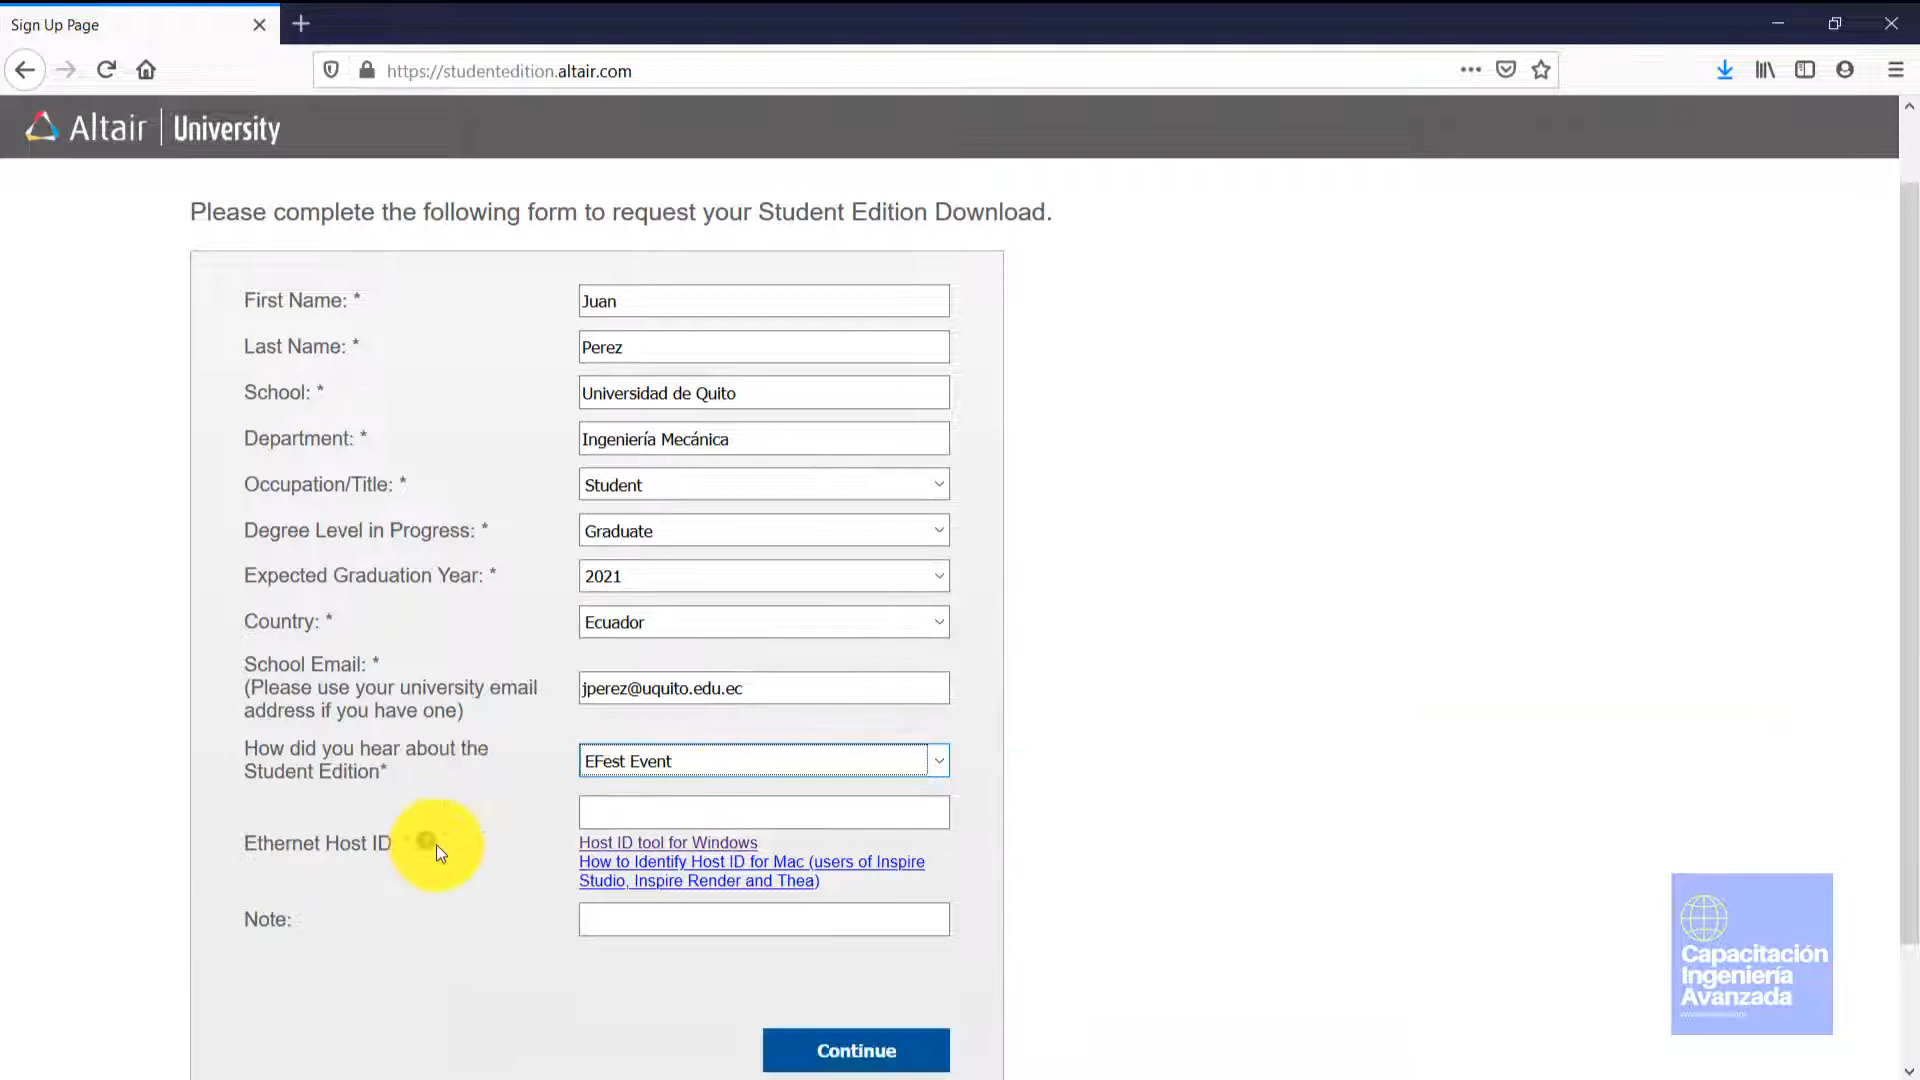 Sign Up Page
https://studentedition.altair.com
Altair | University
Please complete the following form to request your Student Edition Download.
First Name: *
Juan
Last Name: *
Perez
School: *
Universidad de Quito
Department: *
Ingeniería Mecánica
Occupation/Title: *
Student
Degree Level in Progress: *
Graduate
Expected Graduation Year: *
2021
Country: *
Ecuador
School Email: *
(Please use your university email
address if you have one)
jperez@uquito.edu.ec
How did you hear about the
Student Edition*
EFest Event
Ethernet Host ID
Host ID tool for Windows
How to Identify Host ID for Mac (users of Inspire
Studio, Inspire Render and Thea)
Note:
Continue
Capacitación
Ingeniería
Avanzada